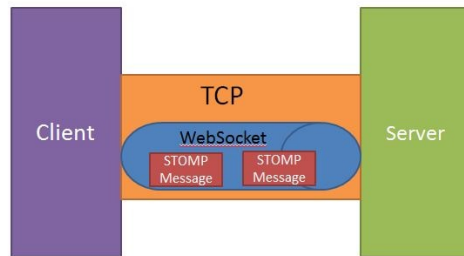 TCP
Client
WebSocket
Server
STOMP
Message
STOMP
Message